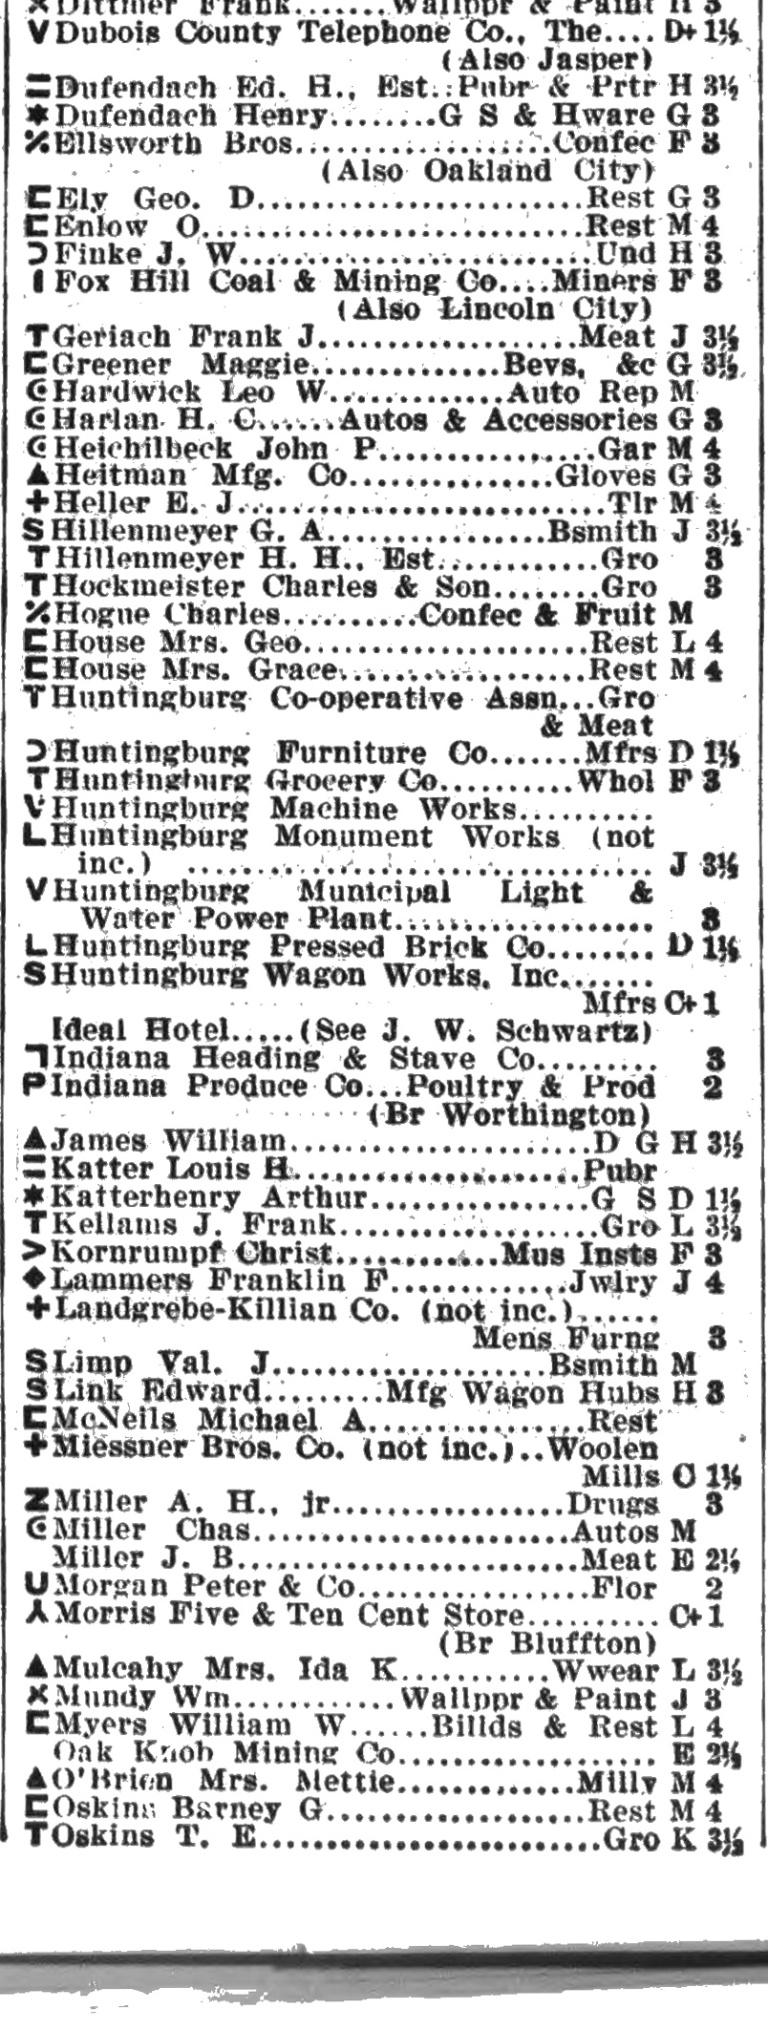 Dittmer Frank.......Wallppr & Paint H 3
V Dubois County Telephone Co., The.... D+ 1½
(Also Jasper)
= Dufendach Ed. H., Est..Pubr & Prtr H 3½
* Dufendach Henry........G S & Hware G 3
⁒ Ellsworth Bros...................Confec F 3
(Also Oakland City)
⊏ Ely Geo. D........................Rest G 3
⊏ Enlow O............................Rest M 4
Ɔ Finke J. W.........................Und H 3
I Fox Hill Coal & Mining Co....Miners F 3
(Also Lincoln City)
T Geriach Frank J...................Meat J 3½
⊏ Greener Maggie..............Bevs, &c G 3½
C Hardwick Leo W.............Auto Rep M
C Harlan H. C......Autos & Accessories G 3
C Heichilbeck John P................Gar M 4
▲ Heitman Mfg. Co...............Gloves G 3
+ Heller E. J..........................Tlr M 4
S Hillenmeyer G. A................Bsmith J 3½
T Hillenmeyer H. H., Est............Gro 3
T Hockmeister Charles & Son........Gro 3
⁒ Hogue Charles..........Confec & Fruit M
⊏ House Mrs. Geo.....................Rest L 4
⊏ House Mrs. Grace..................Rest M 4
T Huntingburg Co-operative Assn...Gro
& Meat
Ɔ Huntingburg Furniture Co.......Mfrs D 1½
T Huntingburg Grocery Co..........Whol F 3
V Huntingburg Machine Works..........
L Huntingburg Monument Works (not
inc.) .................................. J 3½
V Huntingburg Municipal Light &
Water Power Plant................... 3
L Huntingburg Pressed Brick Co........ D 1½
S Huntingburg Wagon Works, Inc.......
Mfrs C+ 1
Ideal Hotel.....(See J. W. Schwartz)
ㄱ Indiana Heading & Stave Co......... 3
P Indiana Produce Co...Poultry & Prod 2
(Br Worthington)
▲ James William......................D G H 3½
= Katter Louis H....................Pubr
* Katterhenry Arthur................G S D 1½
T Kellams J. Frank...................Gro L 3½
> Kornrumpf Christ............Mus Insts F 3
◆ Lammers Franklin F.............Jwlry J 4
+ Landgrebe-Killian Co. (not inc.)......
Mens Furng 3
S Limp Val. J....................Bsmith M
S Link Edward.........Mfg Wagon Hubs H 3
⊏ McNeils Michael A................Rest
+ Miessner Bros. Co. (not inc.)..Woolen
Mills C 1½
Z Miller A. H., jr..................Drugs 3
C Miller Chas.......................Autos M
Miller J. B.........................Meat E 2½
U Morgan Peter & Co.................Flor 2
⅄ Morris Five & Ten Cent Store.......... C+ 1
(Br Bluffton)
▲ Mulcahy Mrs. Ida K...........Wwear L 3½
× Mundy Wm............Wallppr & Paint J 3
⊏ Myers William W......Billds & Rest L 4
Oak Knob Mining Co.................... E 2½
▲ O'Brien Mrs. Mettie.............Milly M 4
⊏ Oskins Barney G....................Rest M 4
T Oskins T. E.........................Gro K 3½